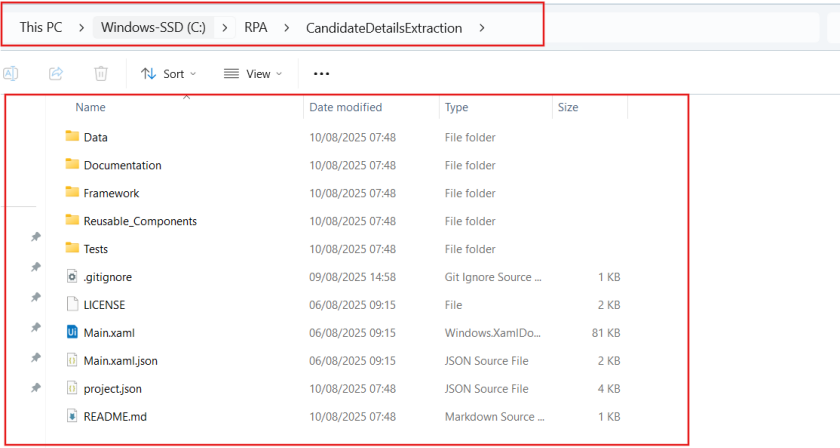 This PC > Windows-SSD (C:) > RPA > CandidateDetailsExtraction >
Sort View ...
Name Date modified Type Size
Data 10/08/2025 07:48 File folder
Documentation 10/08/2025 07:48 File folder
Framework 10/08/2025 07:48 File folder
Reusable_Components 10/08/2025 07:48 File folder
Tests 10/08/2025 07:48 File folder
.gitignore 09/08/2025 14:58 Git Ignore Source ... 1 KB
LICENSE 06/08/2025 09:15 File 2 KB
Main.xaml 06/08/2025 09:15 Windows.XamlDo... 81 KB
Main.xaml.json 06/08/2025 09:15 JSON Source File 2 KB
project.json 10/08/2025 07:48 JSON Source File 4 KB
README.md 10/08/2025 07:48 Markdown Source ... 1 KB